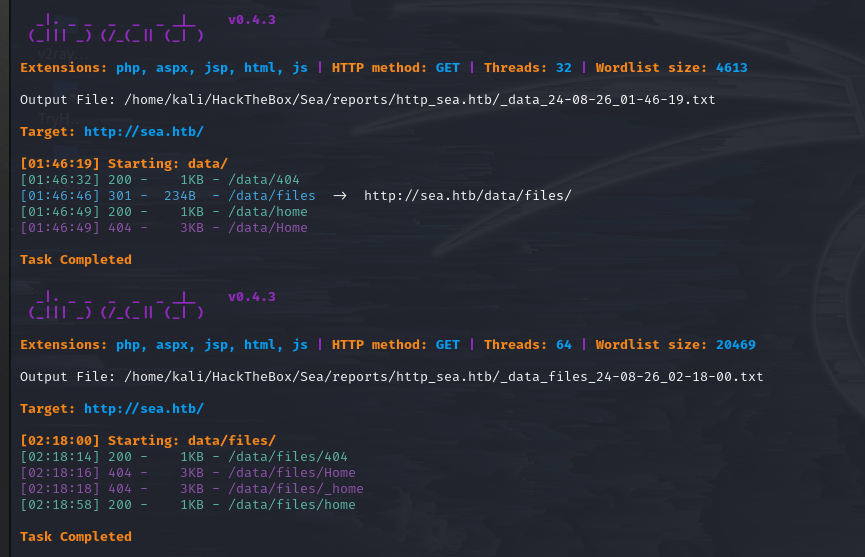 _|. _ _  _  _  _ _|_    v0.4.3
(_||| _) (/_(_|| (_| )
Extensions: php, aspx, jsp, html, js | HTTP method: GET | Threads: 32 | Wordlist size: 4613
Output File: /home/kali/HackTheBox/Sea/reports/http_sea.htb/_data_24-08-26_01-46-19.txt
Target: http://sea.htb/
[01:46:19] Starting: data/
[01:46:32] 200 -    1KB - /data/404
[01:46:46] 301 -  234B  - /data/files  ->  http://sea.htb/data/files/
[01:46:49] 200 -    1KB - /data/home
[01:46:49] 404 -    3KB - /data/Home
Task Completed
_|. _ _  _  _  _ _|_    v0.4.3
(_||| _) (/_(_|| (_| )
Extensions: php, aspx, jsp, html, js | HTTP method: GET | Threads: 64 | Wordlist size: 20469
Output File: /home/kali/HackTheBox/Sea/reports/http_sea.htb/_data_files_24-08-26_02-18-00.txt
Target: http://sea.htb/
[02:18:00] Starting: data/files/
[02:18:14] 200 -    1KB - /data/files/404
[02:18:16] 404 -    3KB - /data/files/Home
[02:18:18] 404 -    3KB - /data/files/_home
[02:18:58] 200 -    1KB - /data/files/home
Task Completed